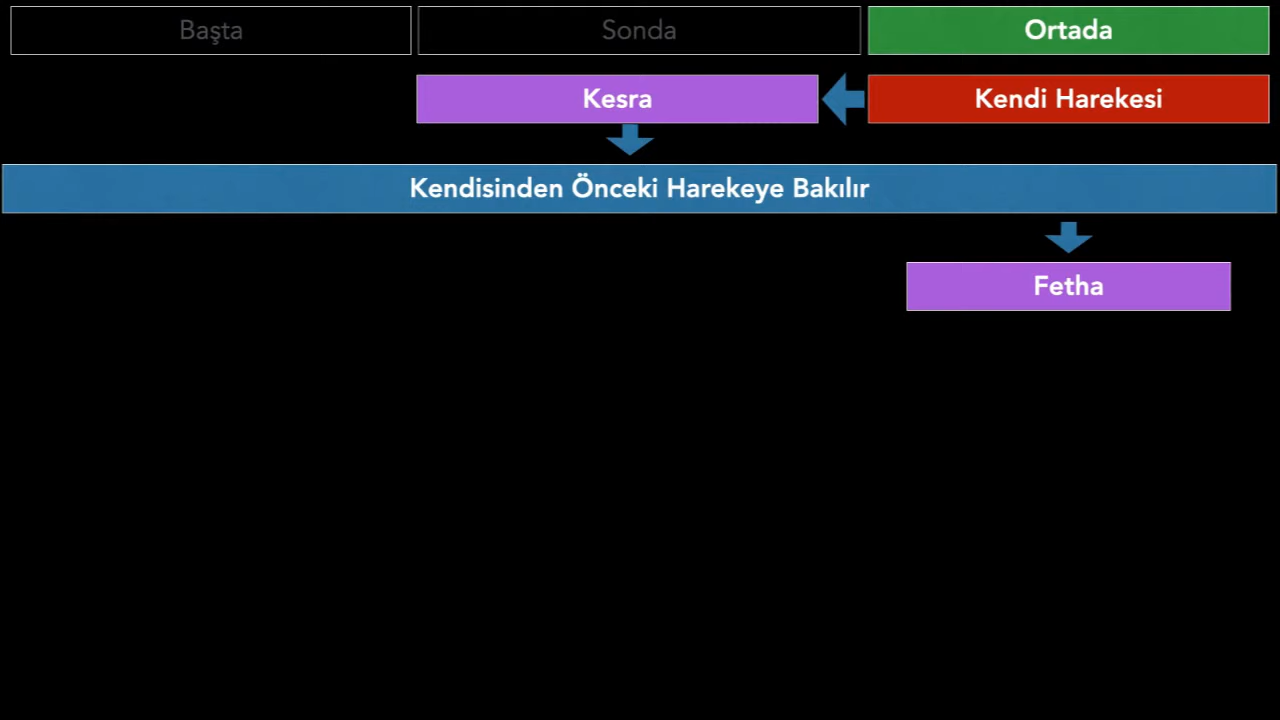 Başta
Sonda
Ortada
Kesra
Kendi Harekesi
Kendisinden Önceki Harekeye Bakılır
Fetha